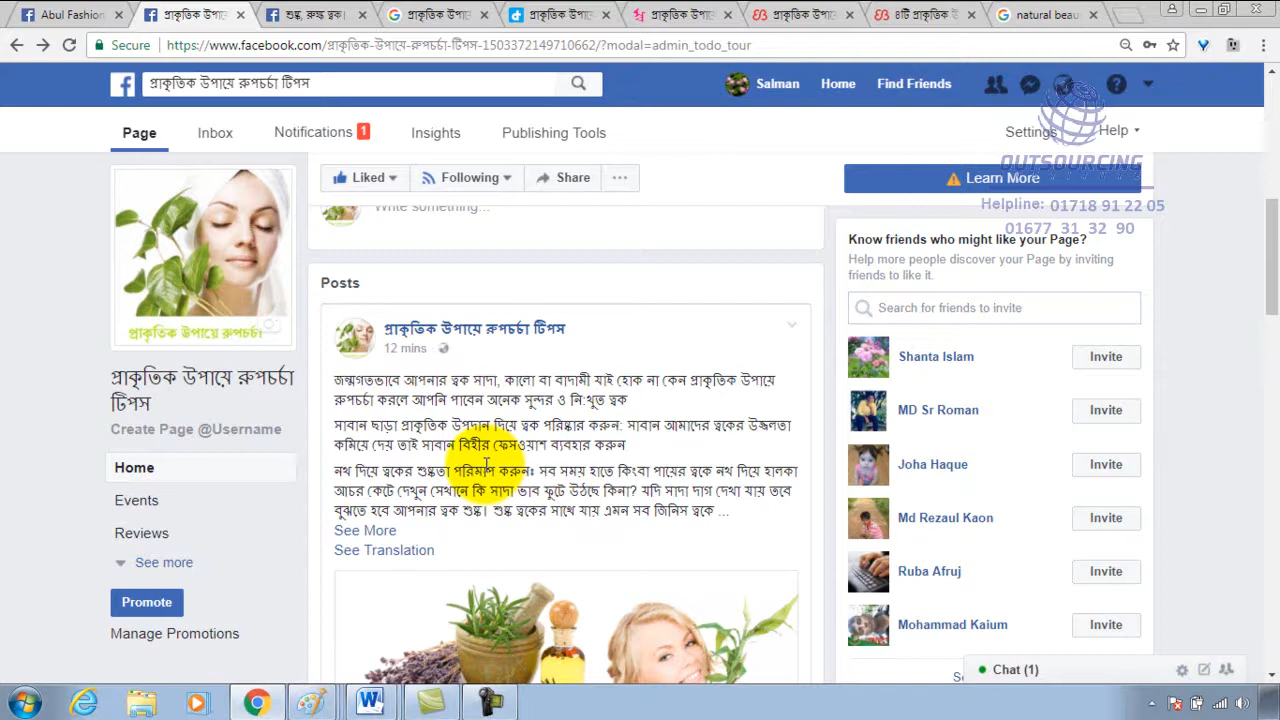 Abul Fashion
প্রাকৃতিক উপায়ে
শুষ্ক, রুক্ষ ত্বক।
প্রাকৃতিক উপায়ে
প্রাকৃতিক উপায়ে
প্রাকৃতিক উপায়ে
প্রাকৃতিক উপায়ে
৪টি প্রাকৃতিক উ
natural beau
Secure
https://www.facebook.com/প্রাকৃতিক-উপায়ে-রুপচর্চা-টিপস-1503372149710662/?modal=admin_todo_tour
প্রাকৃতিক উপায়ে রুপচর্চা টিপস
Salman Home Find Friends
Page Inbox Notifications 1 Insights Publishing Tools Settings Help
OUTSOURCING
Liked Following Share ...
Learn More
Helpline: 01718 91 22 05
01677 31 32 90
Write something...
Know friends who might like your Page?
Help more people discover your Page by inviting
friends to like it.
Search for friends to invite
Posts
প্রাকৃতিক উপায়ে রুপচর্চা টিপস
12 mins
জন্মগতভাবে আপনার ত্বক সাদা, কালো বা বাদামী যাই হোক না কেন প্রাকৃতিক উপায়ে
রুপচর্চা করলে আপনি পাবেন অনেক সুন্দর ও নি:খুত ত্বক
সাবান ছাড়া প্রাকৃতিক উপদান দিয়ে ত্বক পরিষ্কার করুন: সাবান আমাদের ত্বকের উজ্জলতা
কমিয়ে দেয় তাই সাবান বিহীর ফেসওয়াশ ব্যবহার করুন
নখ দিয়ে ত্বকের শুষ্কতা পরিমাপ করুনঃ সব সময় হাতে কিংবা পায়ের ত্বকে নখ দিয়ে হালকা
আচর কেটে দেখুন সেখানে কি সাদা ভাব ফুটে উঠছে কিনা? যদি সাদা দাগ দেখা যায় তবে
বুঝতে হবে আপনার ত্বক শুষ্ক। শুষ্ক ত্বকের সাথে যায় এমন সব জিনিস ত্বকে ...
See More
See Translation
প্রাকৃতিক উপায়ে রুপচর্চা টিপস
প্রাকৃতিক উপায়ে রুপচর্চা
টিপস
Create Page @Username
Home
Events
Reviews
See more
Promote
Manage Promotions
Shanta Islam Invite
MD Sr Roman Invite
Joha Haque Invite
Md Rezaul Kaon Invite
Ruba Afruj Invite
Mohammad Kaium Invite
Chat (1)